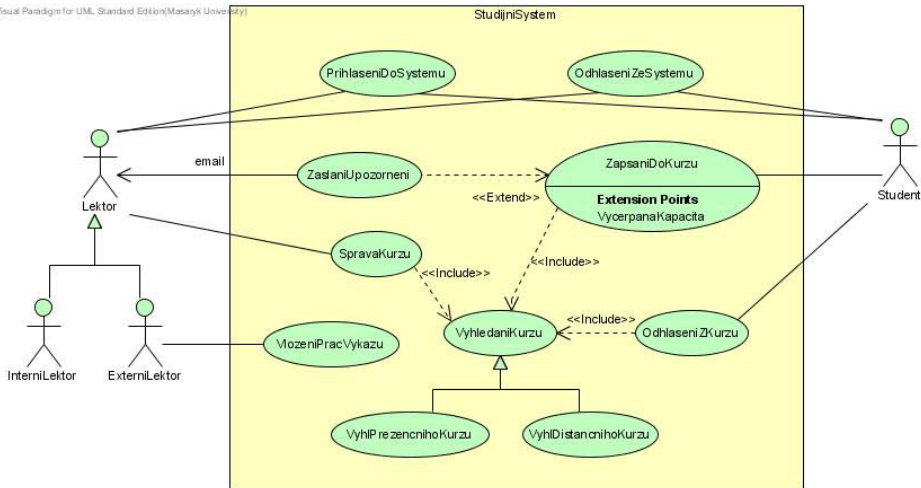 Visual Paradigm for UML Standard Edition(Masaryk University)
StudijniSystem
PrihlaseniDoSystemu
OdhlaseniZeSystemu
email
ZaslaniUpozorneni
ZapsaniDoKurzu
<<Extend>>
Extension Points
VycerpanaKapacita
Lektor
Student
SpravaKurzu
<<Include>>
<<Include>>
VyhledaniKurzu
<<Include>>
OdhlaseniZKurzu
VlozeniPracVykazu
InterniLektor
ExterniLektor
VyhlPrezencnihoKurzu
VyhlDistancnihoKurzu